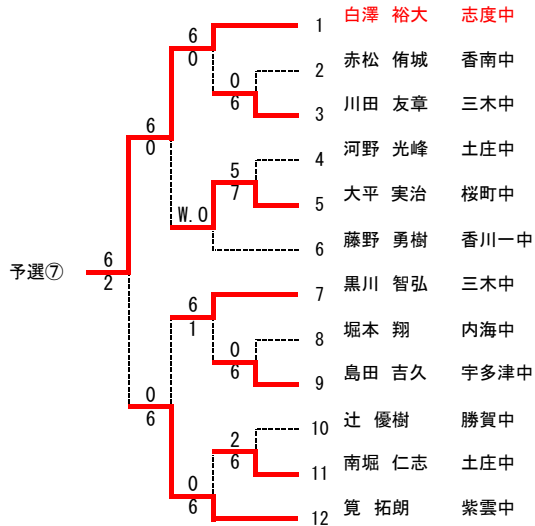 1 白澤 裕大 志度中
6
0
2 赤松 侑城 香南中
0
6
3 川田 友章 三木中
6
0
4 河野 光峰 土庄中
5
7
5 大平 実治 桜町中
W.O
6 藤野 勇樹 香川一中
予選⑦
6
2
7 黒川 智弘 三木中
6
1
8 堀本 翔 内海中
0
6
9 島田 吉久 宇多津中
0
6
10 辻 優樹 勝賀中
2
6
11 南堀 仁志 土庄中
0
6
12 筧 拓朗 紫雲中